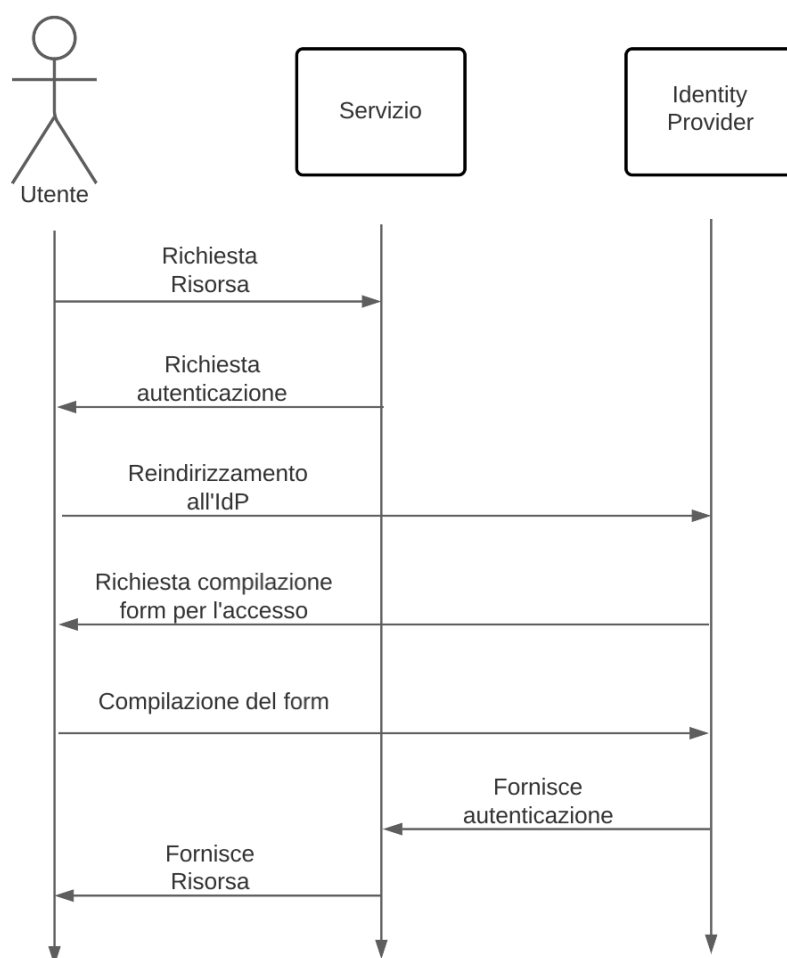 Utente
Servizio
Identity
Provider
Richiesta
Risorsa
Richiesta
autenticazione
Reindirizzamento
all'IdP
Richiesta compilazione
form per l'accesso
Compilazione del form
Fornisce
autenticazione
Fornisce
Risorsa